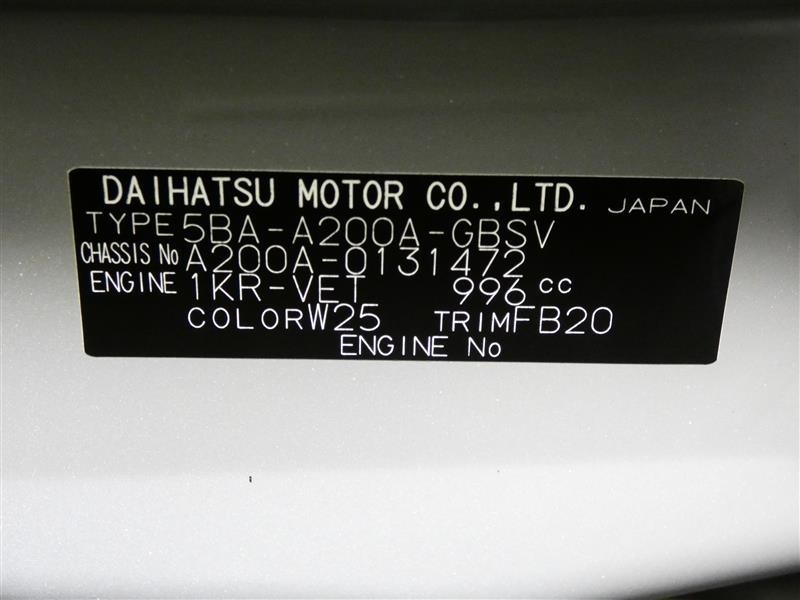 DAIHATSU MOTOR CO.,LTD. JAPAN
TYPE 5BA-A200A-GBSV
CHASSIS No A200A-0131472
ENGINE 1KR-VET 996 cc
COLOR W25 TRIM FB20
ENGINE No